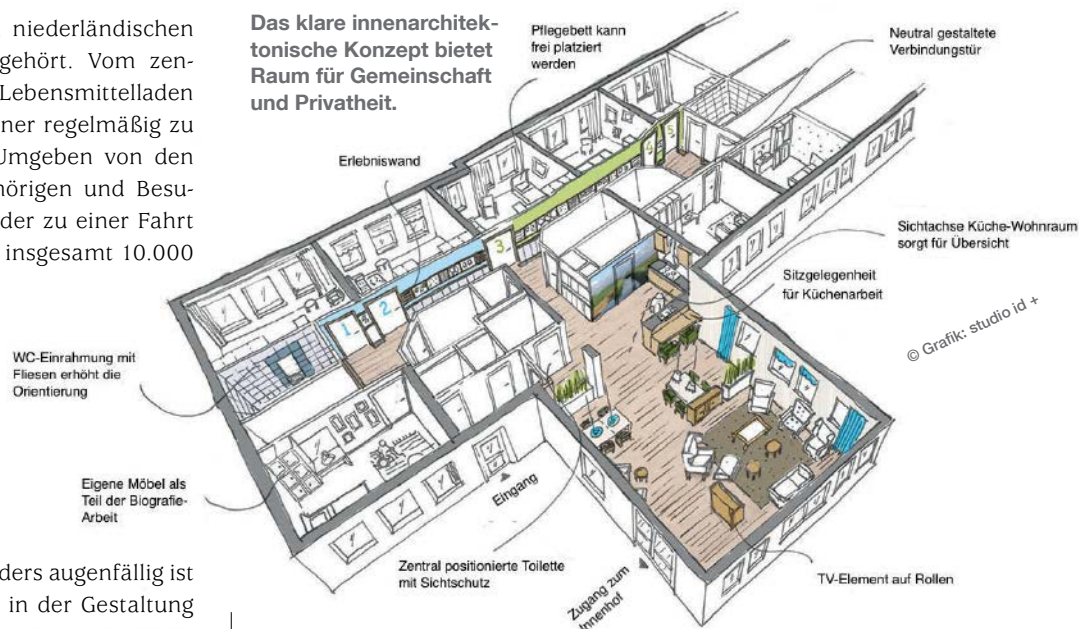 niederländischen
gehört. Vom zen-
Lebensmittelladen
ner regelmäßig zu
Umgeben von den
hörigen und Besu-
der zu einer Fahrt
insgesamt 10.000
ders augenfällig ist
in der Gestaltung
Das klare innenarchitek-
tonische Konzept bietet
Raum für Gemeinschaft
und Privatheit.
Pflegebett kann
frei platziert
werden
Neutral gestaltete
Verbindungstür
Erlebniswand
Sichtachse Küche-Wohnraum
sorgt für Übersicht
Sitzgelegenheit
für Küchenarbeit
© Grafik: studio id +
1
2
3
4
5
WC-Einrahmung mit
Fliesen erhöht die
Orientierung
Eigene Möbel als
Teil der Biografie-
Arbeit
Eingang
Zentral positionierte Toilette
mit Sichtschutz
Zugang zum
Innenhof
TV-Element auf Rollen